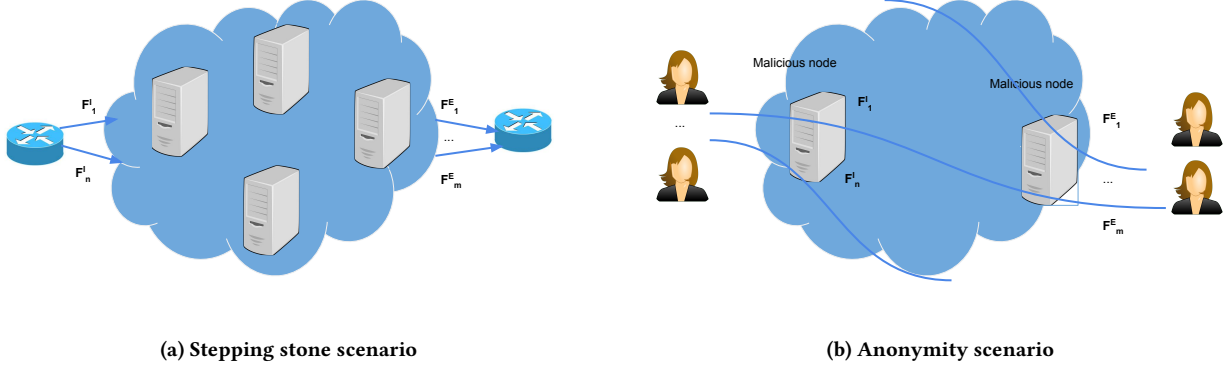 F^I_1
F^I_n
F^E_1
...
F^E_m
(a) Stepping stone scenario
Malicious node
Malicious node
...
F^I_1
F^I_n
F^E_1
...
F^E_m
(b) Anonymity scenario